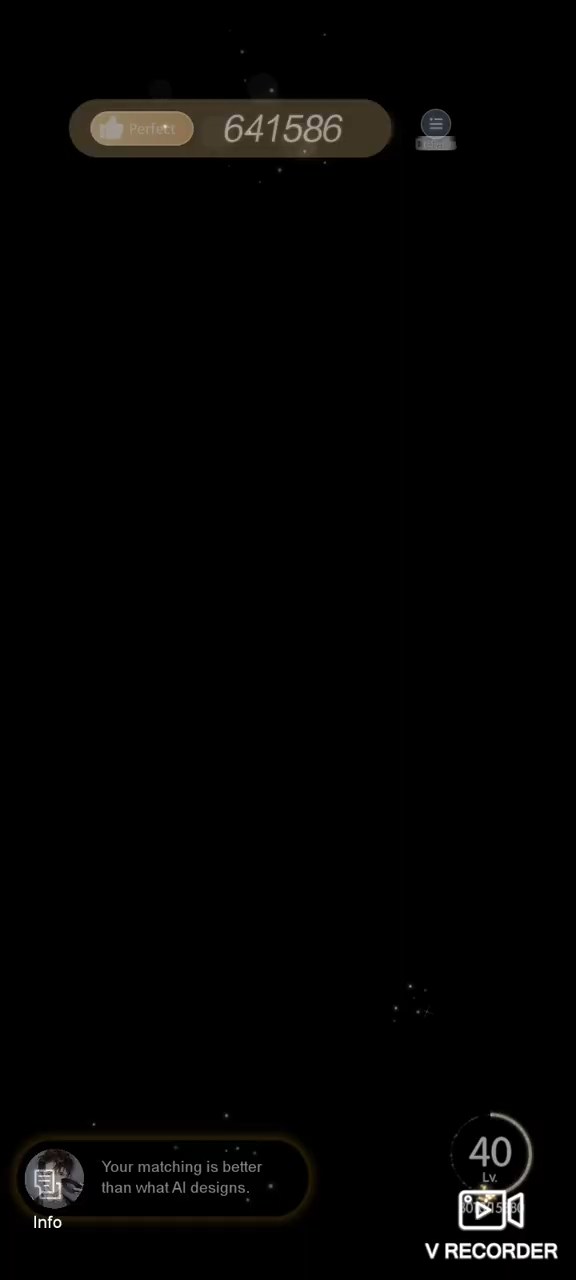 Perfect
641586
Your matching is better
than what AI designs.
40
Lv.
Info
V RECORDER